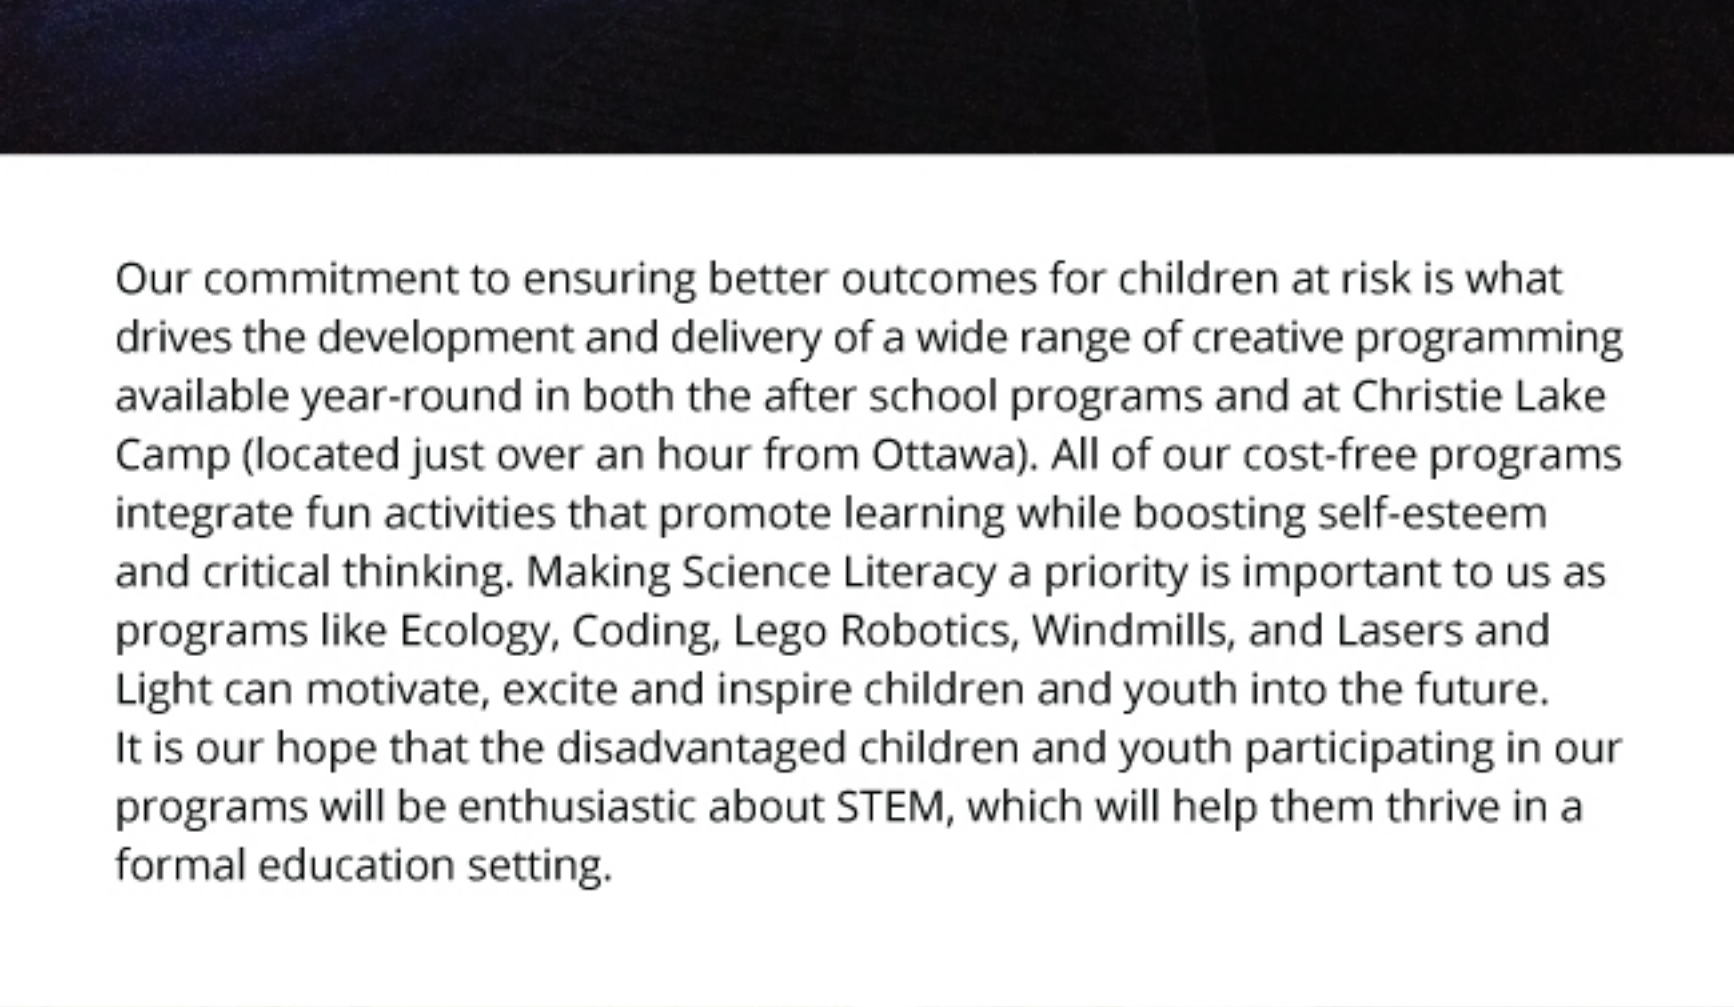 Our commitment to ensuring better outcomes for children at risk is what
drives the development and delivery of a wide range of creative programming
available year-round in both the after school programs and at Christie Lake
Camp (located just over an hour from Ottawa). All of our cost-free programs
integrate fun activities that promote learning while boosting self-esteem
and critical thinking. Making Science Literacy a priority is important to us as
programs like Ecology, Coding, Lego Robotics, Windmills, and Lasers and
Light can motivate, excite and inspire children and youth into the future.
It is our hope that the disadvantaged children and youth participating in our
programs will be enthusiastic about STEM, which will help them thrive in a
formal education setting.